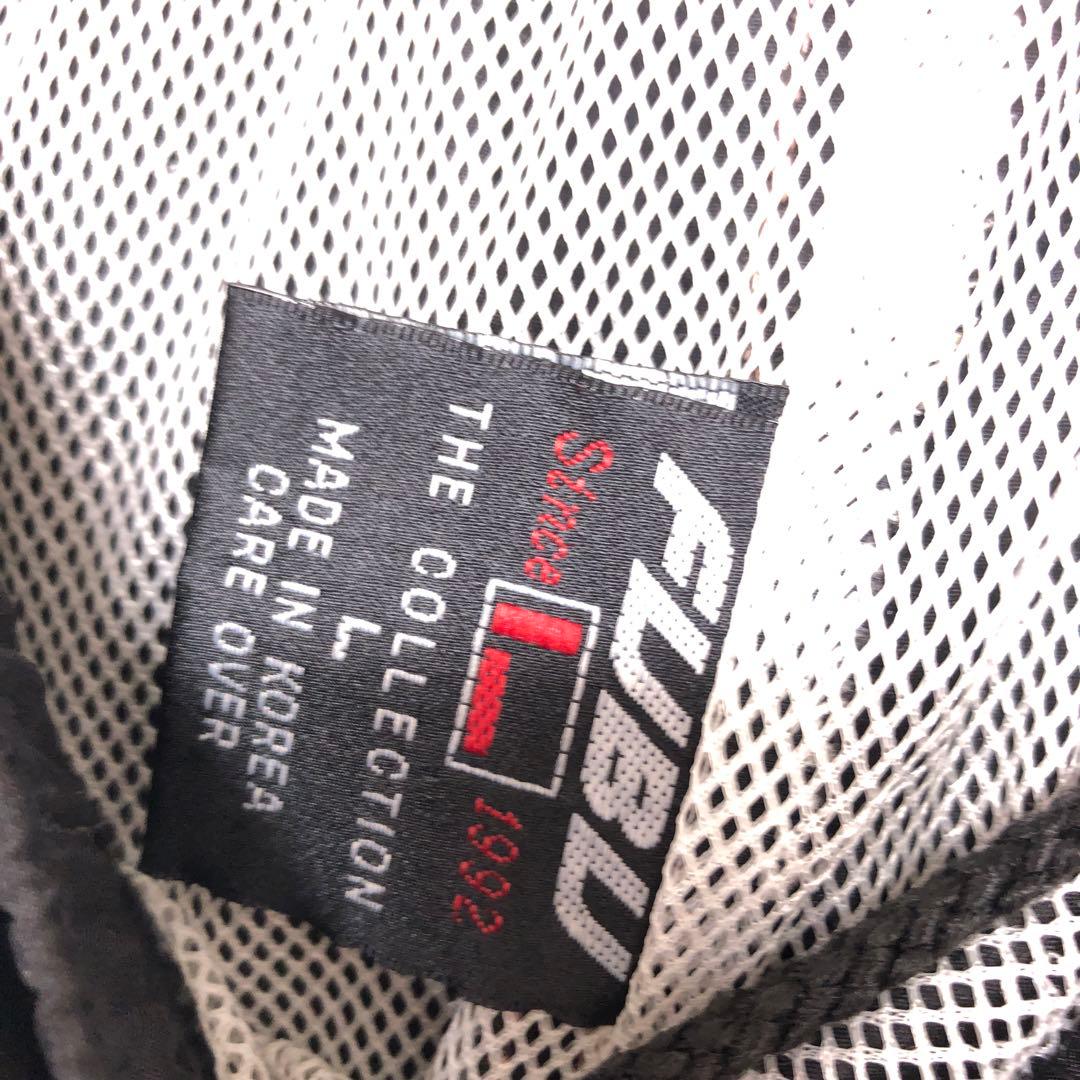 FUBU
Since 1992
THE COLLECTION
L
MADE IN KOREA
CARE OVER